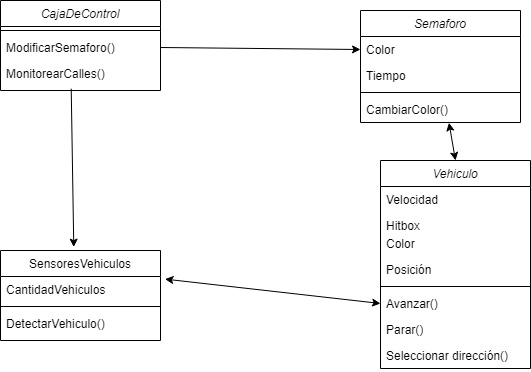 CajaDeControl
ModificarSemaforo()
MonitorearCalles()
Semaforo
Color
Tiempo
CambiarColor()
Vehiculo
Velocidad
Hitbox
Color
Posición
Avanzar()
Parar()
Seleccionar dirección()
SensoresVehiculos
CantidadVehiculos
DetectarVehiculo()